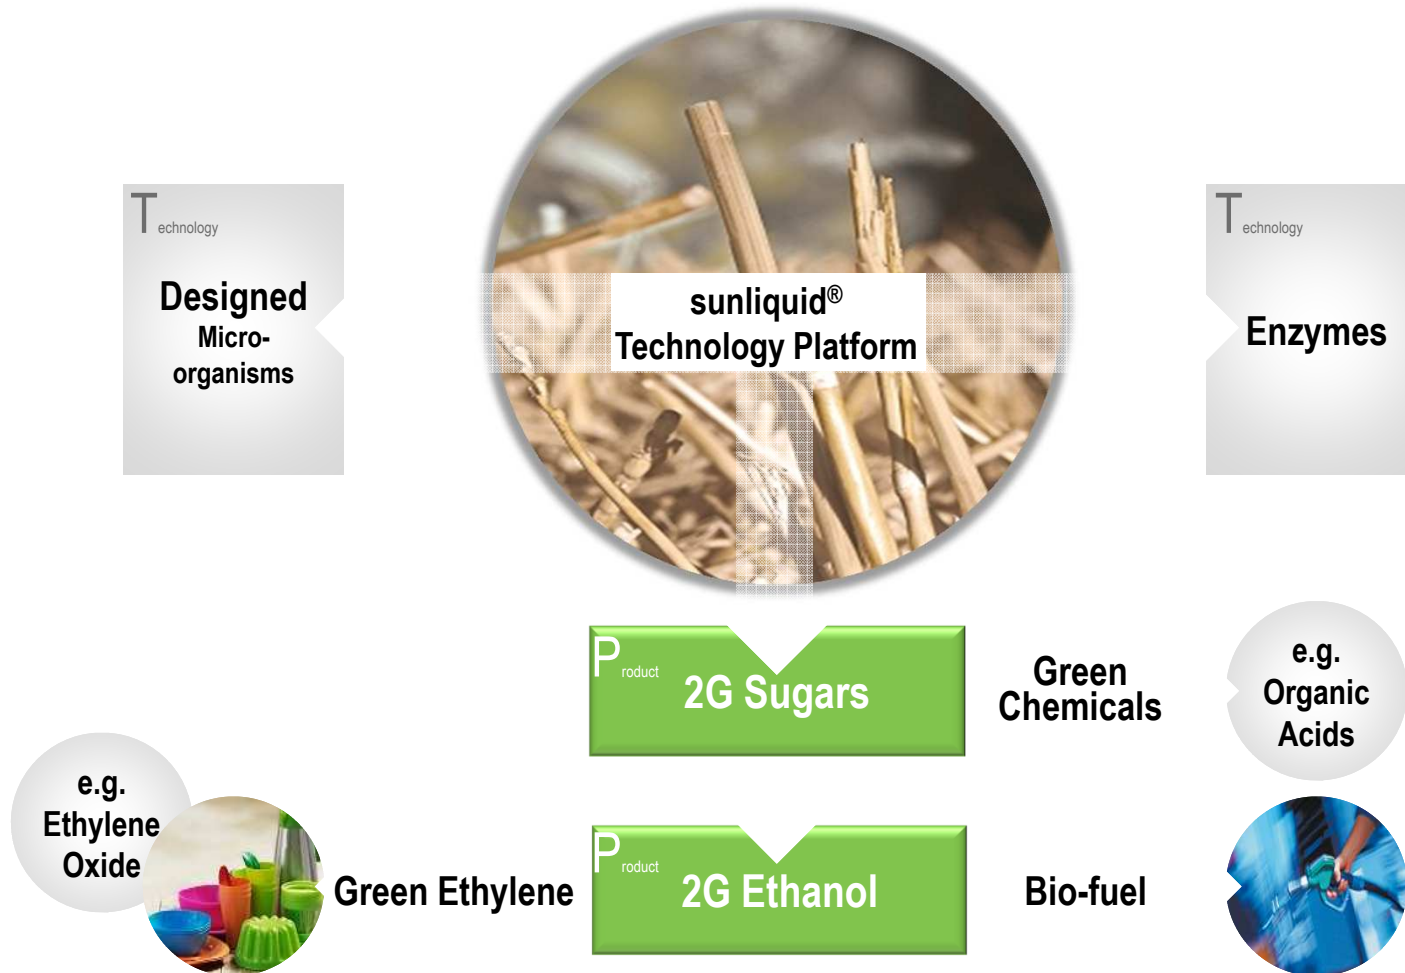 Technology
Designed
Micro-
organisms
sunliquid®
Technology Platform
Technology
Enzymes
Product
2G Sugars
Green
Chemicals
e.g.
Organic
Acids
e.g.
Ethylene
Oxide
Green Ethylene
Product
2G Ethanol
Bio-fuel